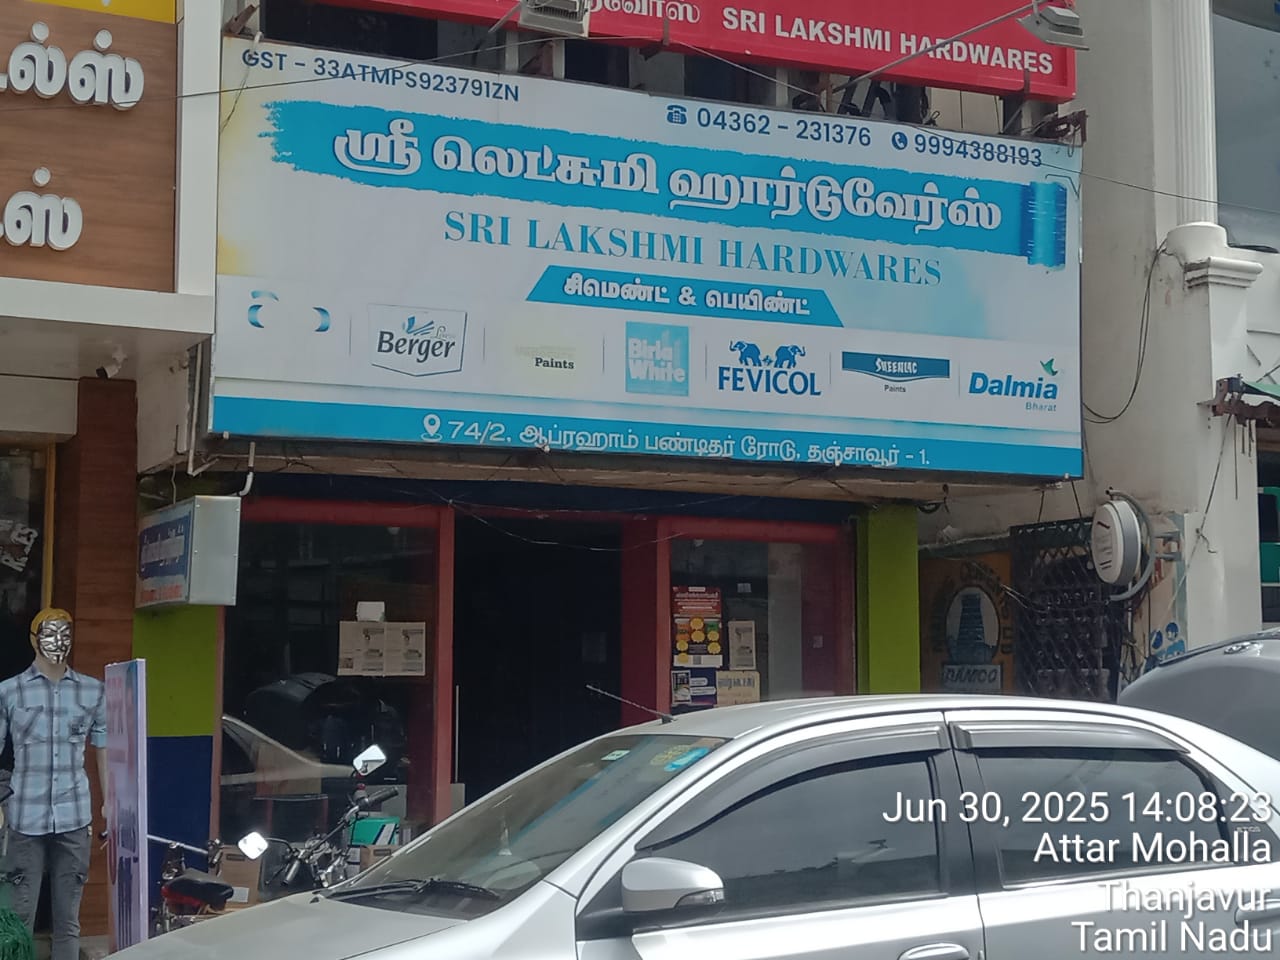 SRI LAKSHMI HARDWARES
GST - 33ATMPS923791ZN
04362 - 231376 9994388193
ஸ்ரீ லெட்சுமி ஹார்டுவேர்ஸ்
SRI LAKSHMI HARDWARES
சிமெண்ட் & பெயிண்ட்
Berger
Paints
Birla White
FEVICOL
SHEENLAC
Paints
Dalmia
Bharat
74/2, ஆப்ரஹாம் பண்டிதர் ரோடு, தஞ்சாவூர் - 1.
RAMCO
Jun 30, 2025 14:08:23
Attar Mohalla
Thanjavur
Tamil Nadu